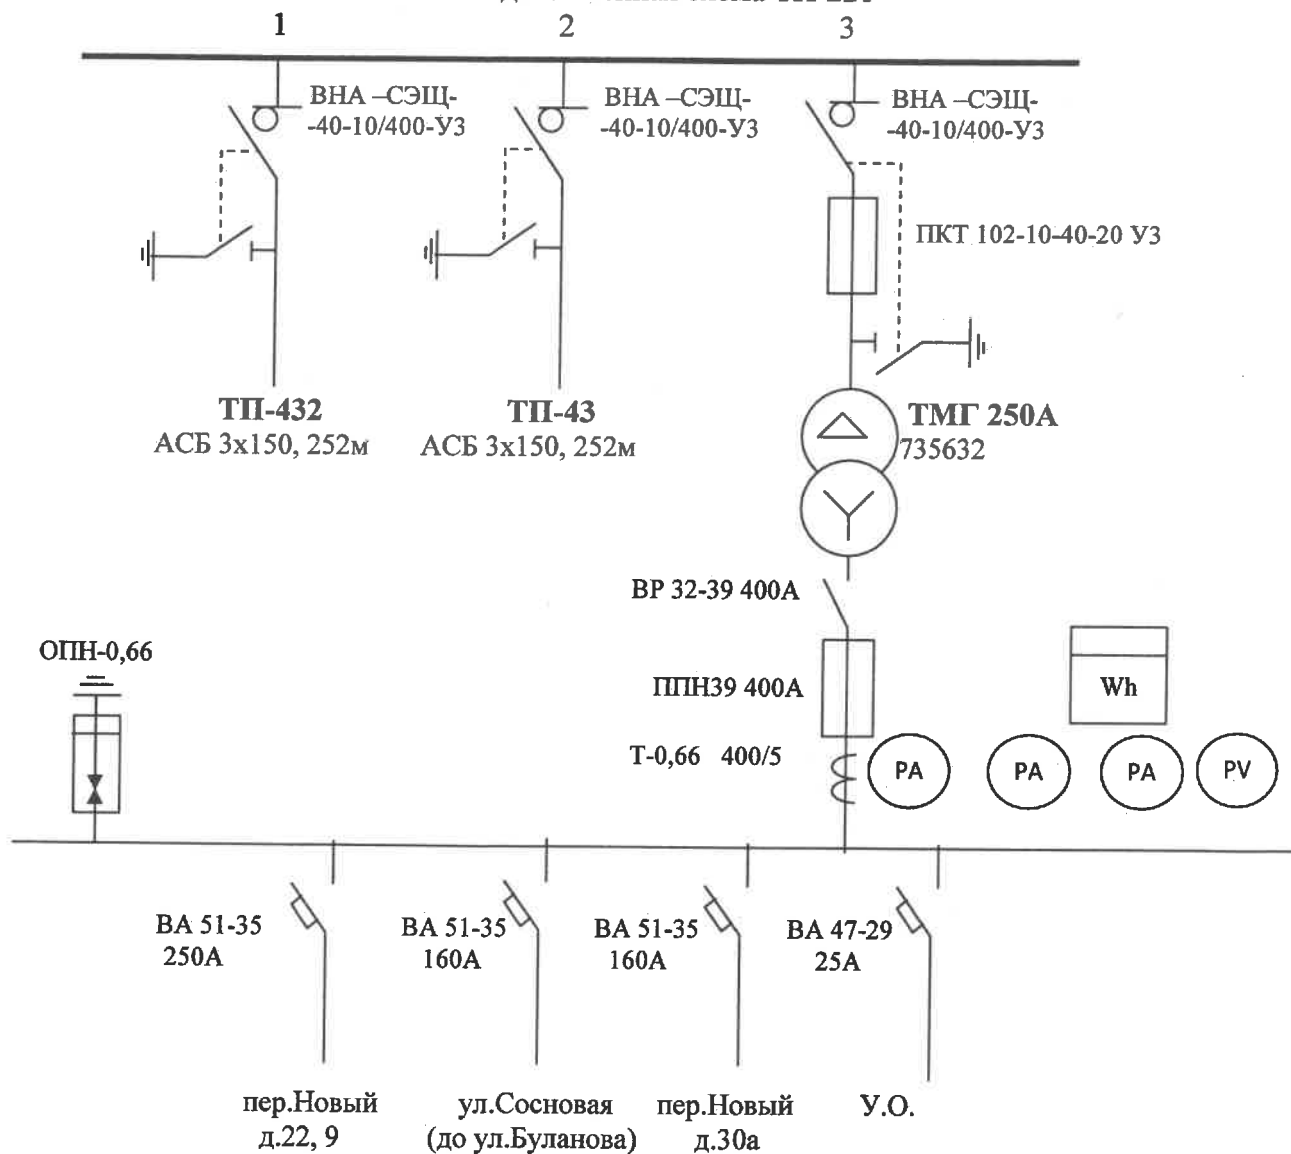 1 2 3
ВНА –СЭЩ-
-40-10/400-У3
ВНА –СЭЩ-
-40-10/400-У3
ВНА –СЭЩ-
-40-10/400-У3
ПКТ 102-10-40-20 У3
ТП-432
АСБ 3х150, 252м
ТП-43
АСБ 3х150, 252м
ТМГ 250А
735632
ВР 32-39 400А
ОПН-0,66
ППН39 400А
Wh
Т-0,66 400/5
PA
PA
PA
PV
ВА 51-35
250А
ВА 51-35
160А
ВА 51-35
160А
ВА 47-29
25А
пер.Новый
д.22, 9
ул.Сосновая
(до ул.Буланова)
пер.Новый
д.30а
У.О.